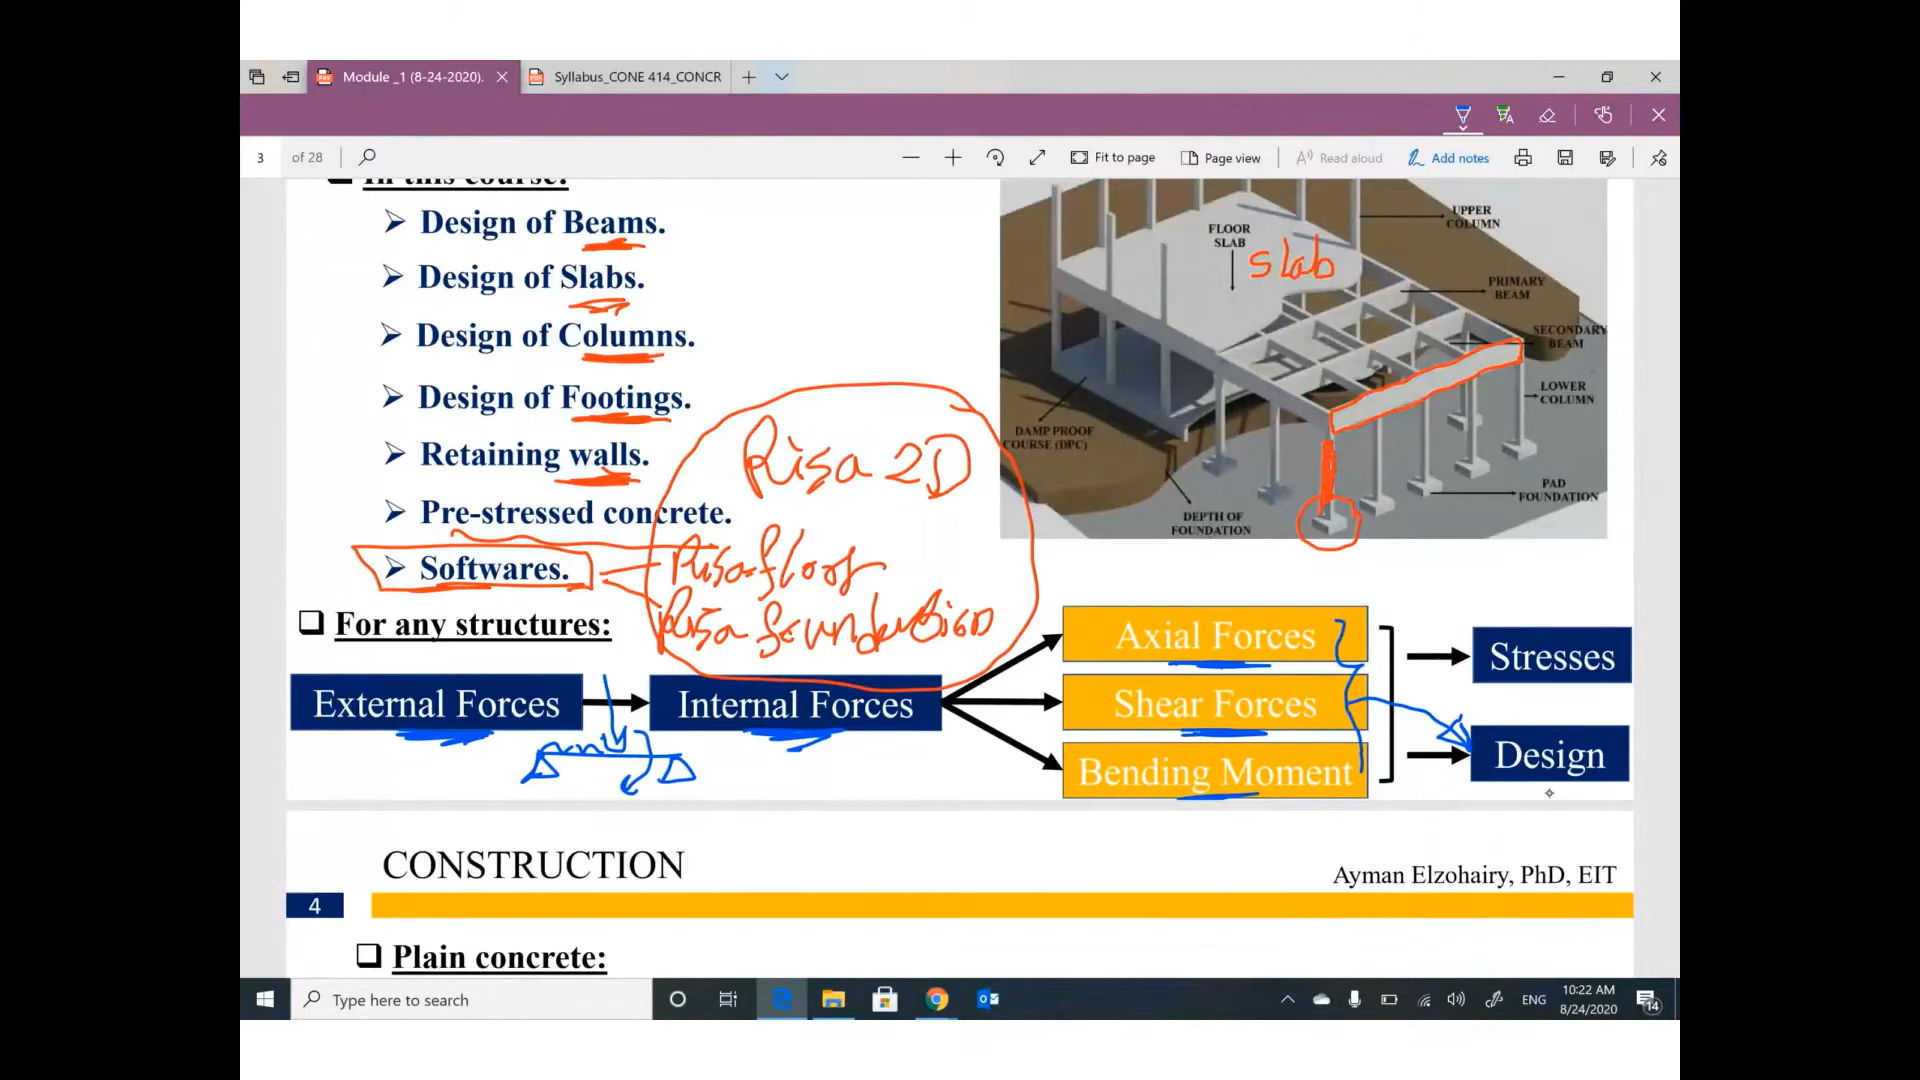 Module _1 (8-24-2020).
Syllabus_CONE 414_CONCR
3 of 28
Fit to page
Page view
Read aloud
Add notes
In this course:
Design of Beams.
Design of Slabs.
Design of Columns.
Design of Footings.
Retaining walls.
Pre-stressed concrete.
Softwares.
Risa 2D
Risa floor
Risa foundation
UPPER
COLUMN
FLOOR
SLAB
Slab
PRIMARY
BEAM
SECONDARY
BEAM
LOWER
COLUMN
DAMP PROOF
COURSE (DPC)
PAD
FOUNDATION
DEPTH OF
FOUNDATION
For any structures:
External Forces
Internal Forces
Axial Forces
Shear Forces
Bending Moment
Stresses
Design
CONSTRUCTION
Ayman Elzohairy, PhD, EIT
4
Plain concrete:
Type here to search
ENG
10:22 AM
8/24/2020
14